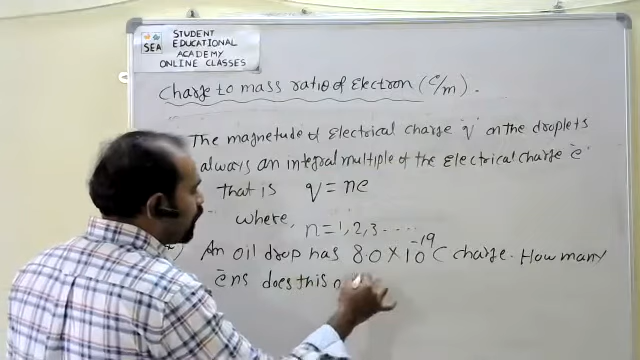 STUDENT
EDUCATIONAL
ACADEMY
ONLINE CLASSES
SEA
Charge to mass ratio of Electron (e/m).
The magnetude of Electrical charge 'q' on the droplets
always an integral multiple of the Electrical charge e
That is q = ne
where, n = 1, 2, 3 ....
An oil drop has 8.0 × 10⁻¹⁹ C charge. How many
e⁻ns does this